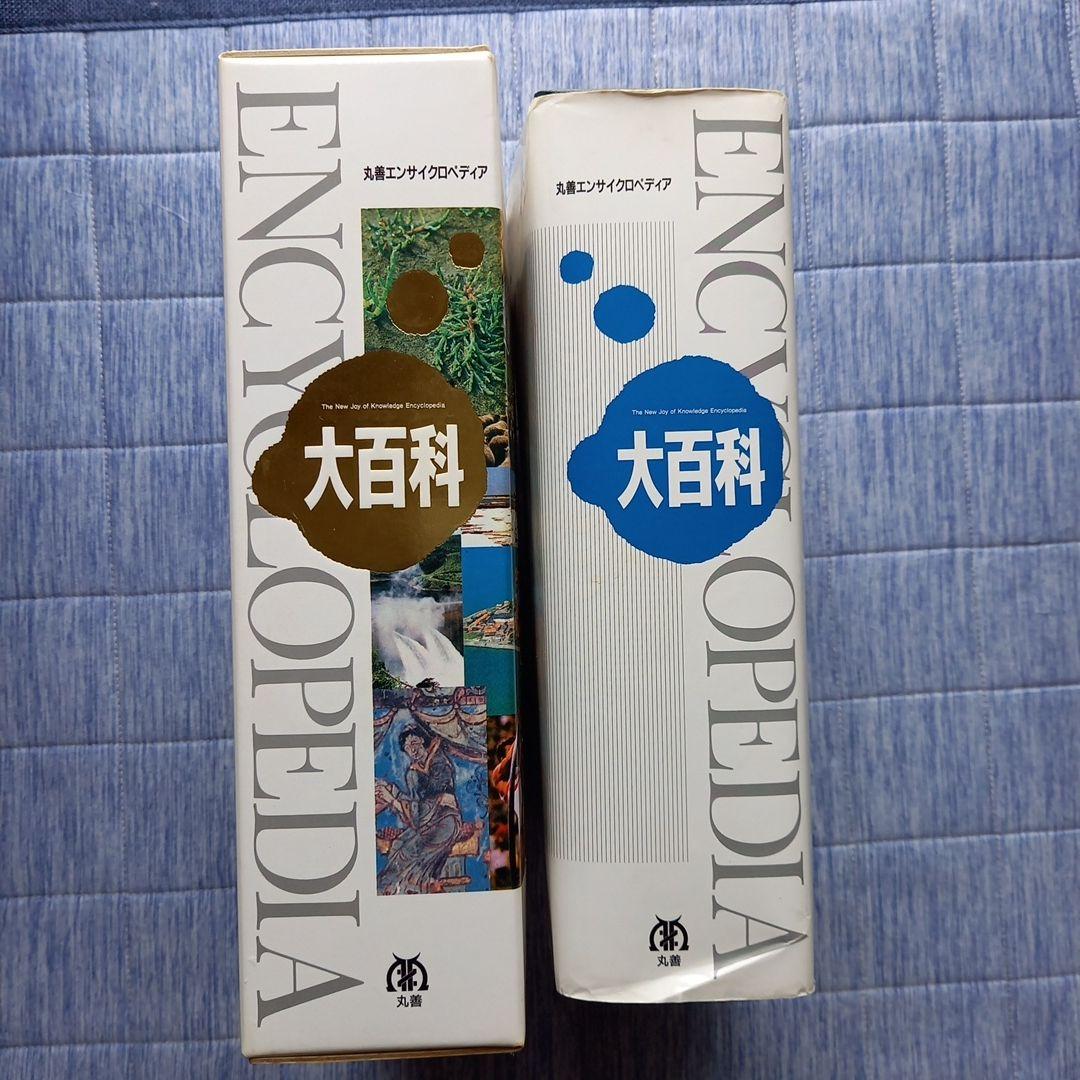 ENCYCLOPEDIA
丸善エンサイクロペディア
The New Joy of Knowledge Encyclopedia
大百科
丸善
ENCYCLOPEDIA
丸善エンサイクロペディア
The New Joy of Knowledge Encyclopedia
大百科
丸善